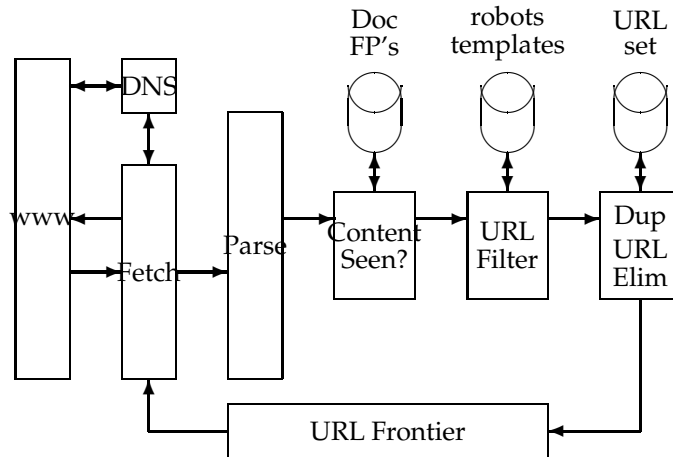 Doc
FP's
robots
templates
URL
set
DNS
www
Fetch
Parse
Content
Seen?
URL
Filter
Dup
URL
Elim
URL Frontier